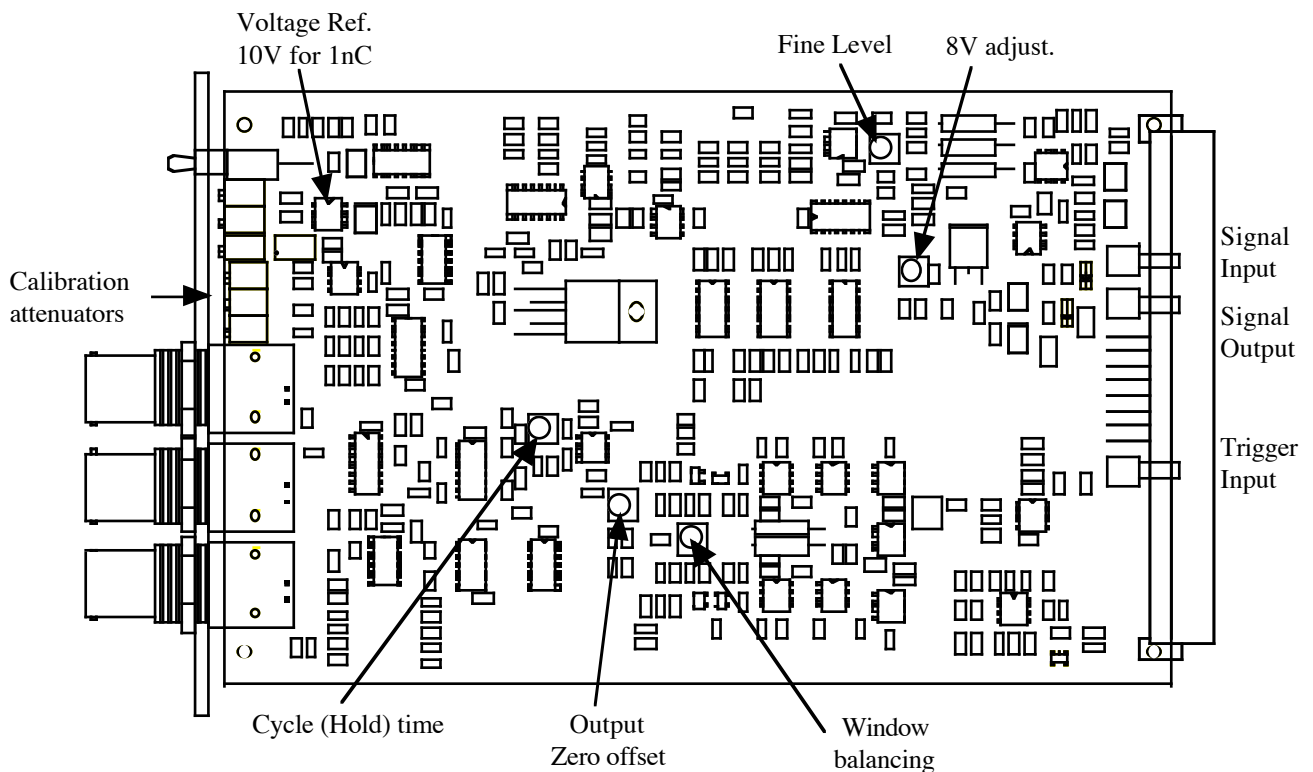 Voltage Ref.
10V for 1nC
Fine Level
8V adjust.
Calibration
attenuators
Signal
Input
Signal
Output
Trigger
Input
Cycle (Hold) time
Output
Zero offset
Window
balancing